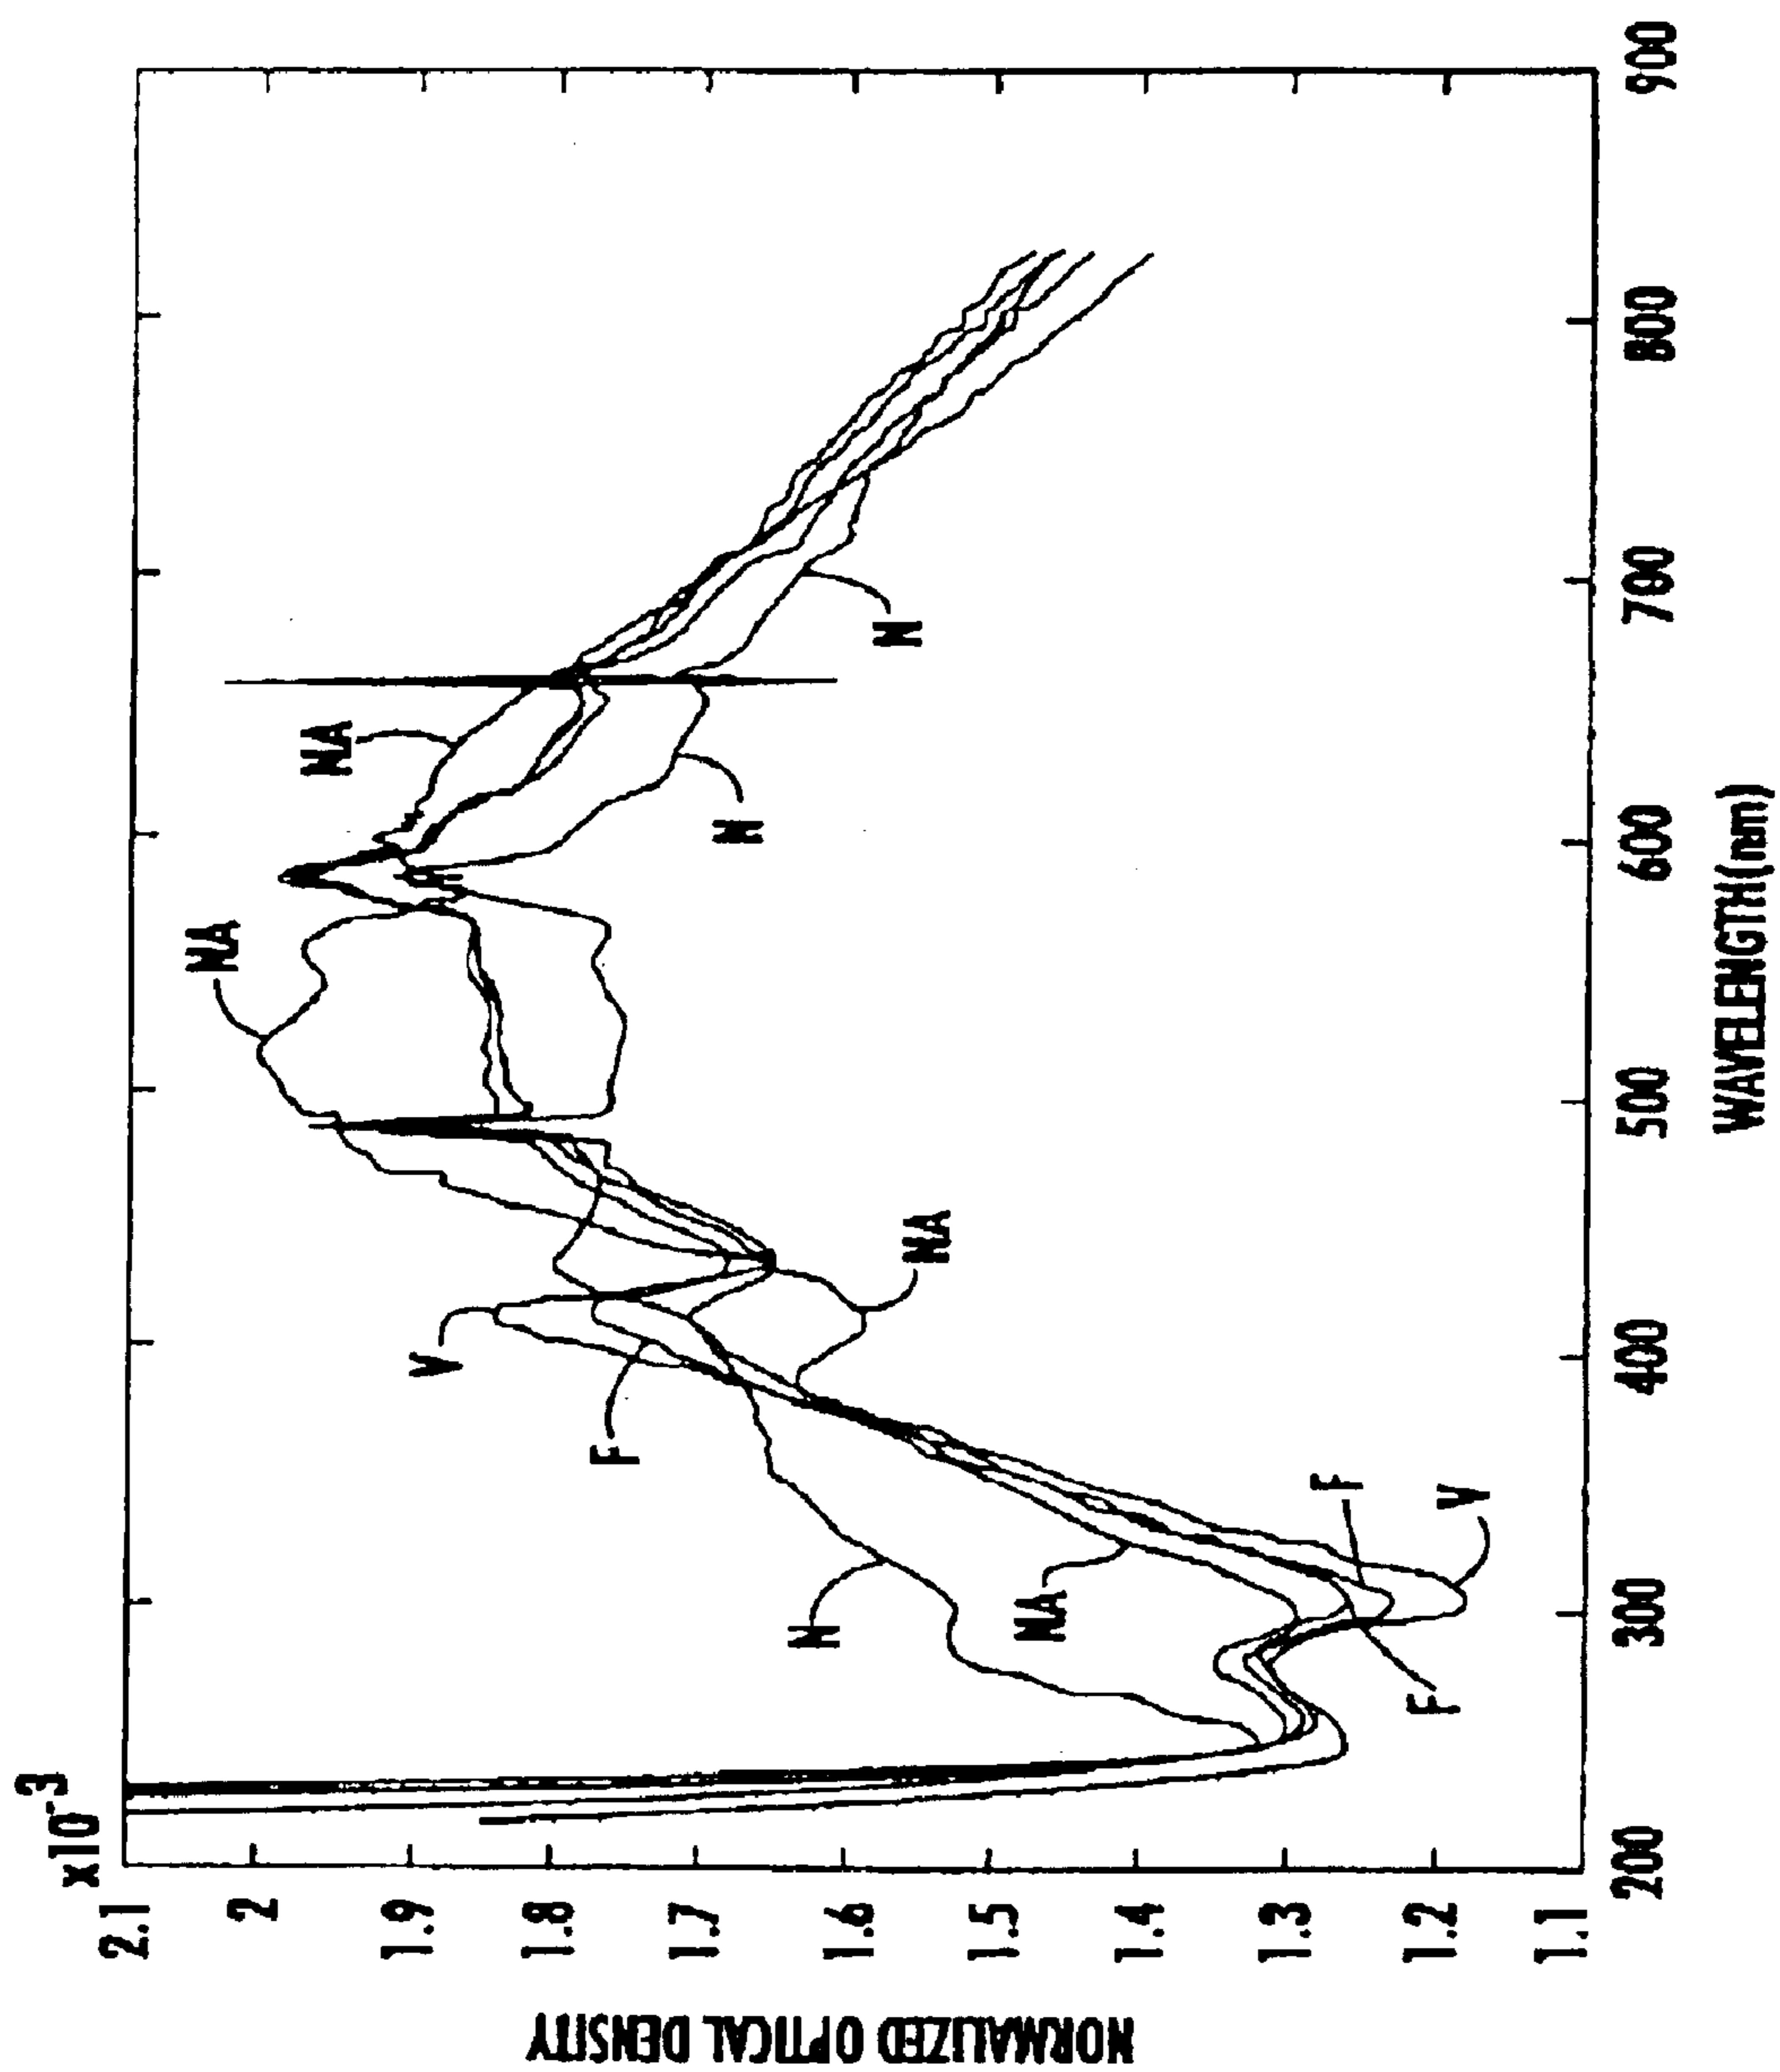 x10-3
2.1
2
1.9
1.8
1.7
1.6
1.5
1.4
1.3
1.2
1.1
NORMALIZED OPTICAL DENSITY
200
300
400
500
600
700
800
900
WAVELENGTH(nm)
NA
NA
V
F
N
NA
NA
N
N
F
V
F